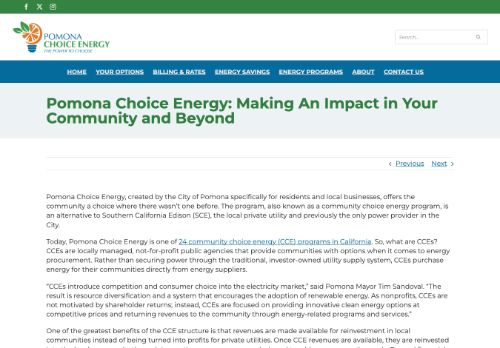 POMONA
CHOICE ENERGY
THE POWER TO CHOOSE
Search...
HOME YOUR OPTIONS BILLING & RATES ENERGY SAVINGS ENERGY PROGRAMS ABOUT CONTACT US
Pomona Choice Energy: Making An Impact in Your
Community and Beyond
Previous Next
Pomona Choice Energy, created by the City of Pomona specifically for residents and local businesses, offers the
community a choice where there wasn't one before. The program, also known as a community choice energy program, is
an alternative to Southern California Edison (SCE), the local private utility and previously the only power provider in the
City.
Today, Pomona Choice Energy is one of 24 community choice energy (CCE) programs in California. So, what are CCEs?
CCEs are locally managed, not-for-profit public agencies that provide communities with options when it comes to energy
procurement. Rather than securing power through the traditional, investor-owned utility supply system, CCEs purchase
energy for their communities directly from energy suppliers.
"CCEs introduce competition and consumer choice into the electricity market," said Pomona Mayor Tim Sandoval. "The
result is resource diversification and a system that encourages the adoption of renewable energy. As nonprofits, CCEs are
not motivated by shareholder returns; instead, CCEs are focused on providing innovative clean energy options at
competitive prices and returning revenues to the community through energy-related programs and services."
One of the greatest benefits of the CCE structure is that revenues are made available for reinvestment in local
communities instead of being turned into profits for private utilities. Once CCE revenues are available, they are reinvested